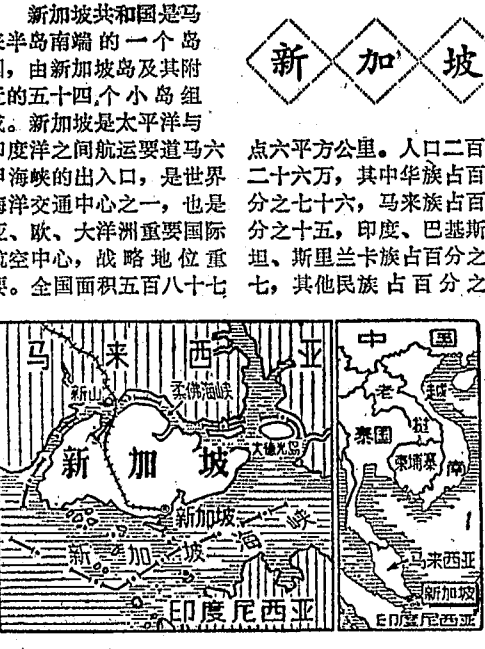 新加坡共和国是马
来半岛南端的一个岛
国，由新加坡岛及其附
近的五十四个小岛组
成。新加坡是太平洋与
印度洋之间航运要道马六
甲海峡的出入口，是世界
海洋交通中心之一，也是
亚、欧、大洋洲重要国际
航空中心，战略地位重
要。全国面积五百八十七
新加坡
点六平方公里。人口二百
二十六万，其中华族占百
分之七十六，马来族占百
分之十五，印度、巴基斯
坦、斯里兰卡族占百分之
七，其他民族占百分之
马来西亚
新山
柔佛海峡
大德光岛
新加坡
新加坡
新加坡海峡
印度尼西亚
中国
老挝
越南
泰国
柬埔寨
马来西亚
新加坡
印度尼西亚